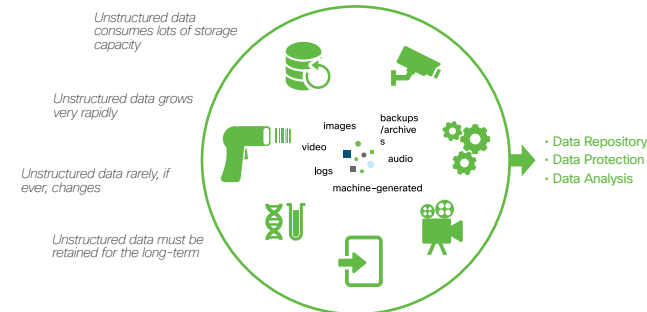 Unstructured data
consumes lots of storage
capacity
Unstructured data grows
very rapidly
Unstructured data rarely, if
ever, changes
Unstructured data must be
retained for the long-term
images
backups
/archive
s
video
audio
logs
machine-generated
• Data Repository
• Data Protection
• Data Analysis